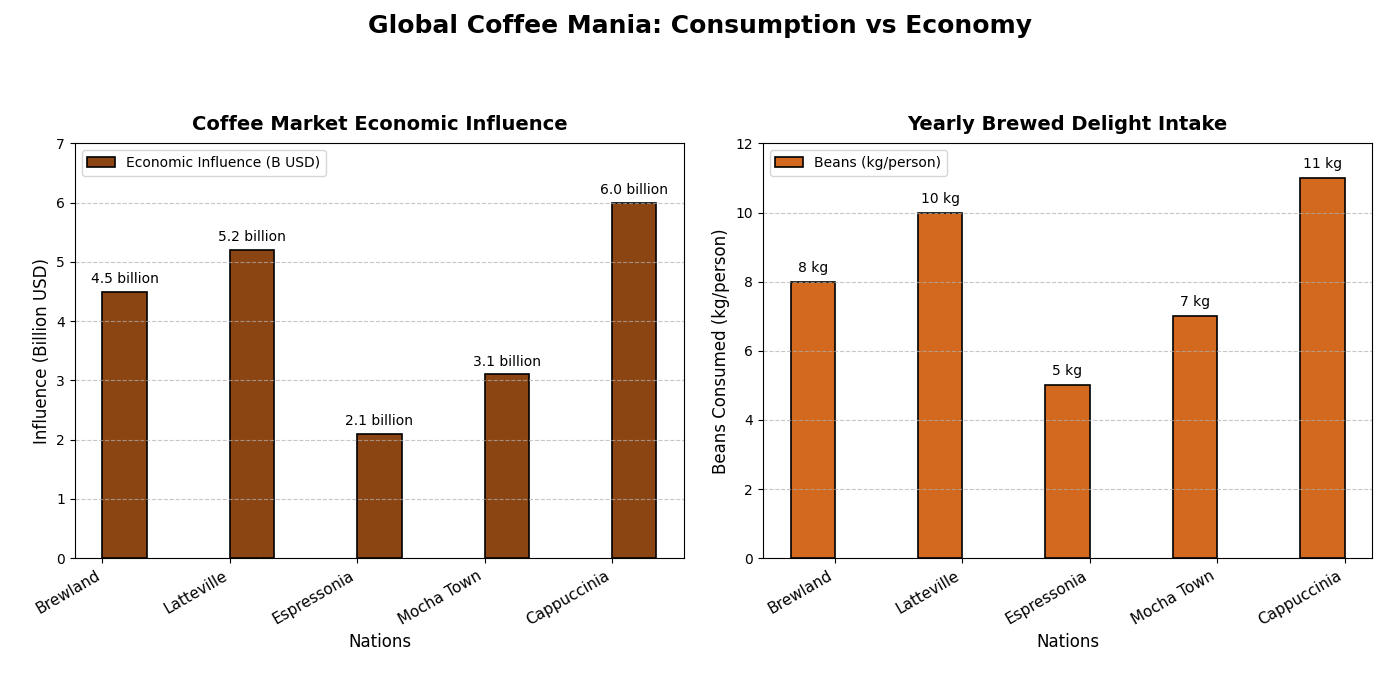 Global Coffee Mania: Consumption vs Economy
Coffee Market Economic Influence
Economic Influence (B USD)
Influence (Billion USD)
7
6
5
4
3
2
1
0
4.5 billion
5.2 billion
2.1 billion
3.1 billion
6.0 billion
Brewland
Latteville
Espressonia
Mocha Town
Cappuccinia
Nations
Yearly Brewed Delight Intake
Beans (kg/person)
Beans Consumed (kg/person)
12
10
8
6
4
2
0
8 kg
10 kg
5 kg
7 kg
11 kg
Brewland
Latteville
Espressonia
Mocha Town
Cappuccinia
Nations